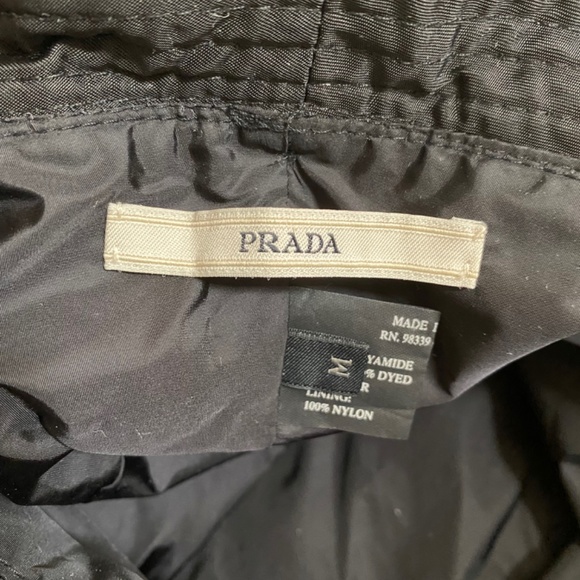 PRADA
MADE
RN. 98339
M
YAMIDE
% DYED
R
LINING:
100% NYLON